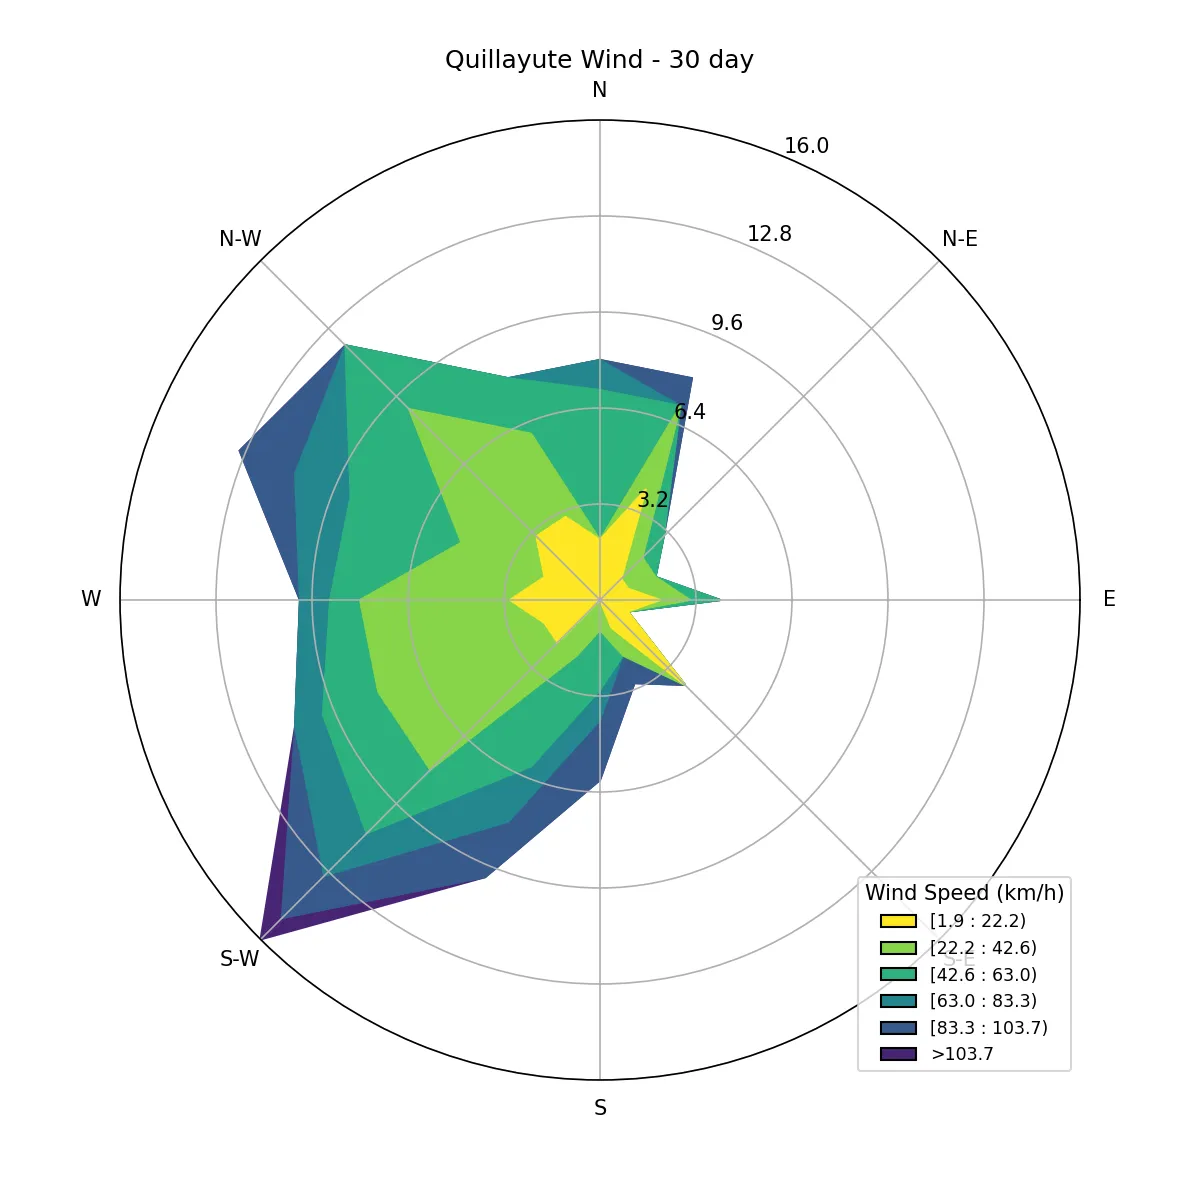 Quillayute Wind - 30 day
N
16.0
12.8
N-W
N-E
9.6
6.4
3.2
W
E
S-W
S-E
Wind Speed (km/h)
[1.9 : 22.2)
[22.2 : 42.6)
[42.6 : 63.0)
[63.0 : 83.3)
[83.3 : 103.7)
>103.7
S